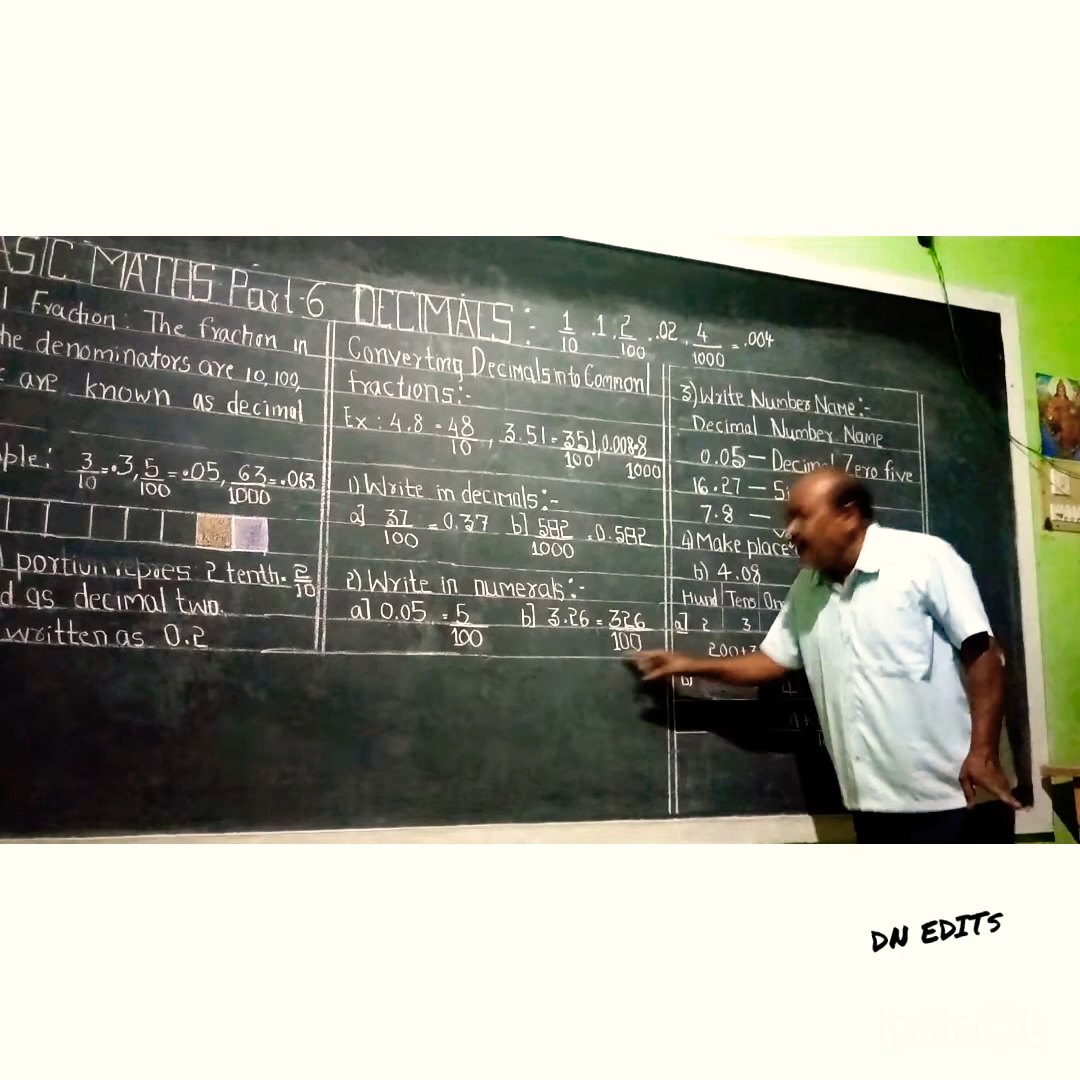 ASIC MATHS Part-6 DECIMALS:-
1/10 .1, 2/100 .02, 4/1000 = .004
l Fraction: The fraction in
he denominators are 10, 100,
are known as decimal
ple: 3/10 = .3, 5/100 = .05, 63/1000 = .063
portion repres 2 tenth. 2/10
d as decimal two.
written as 0.2
Converting Decimals into Common
fractions:-
Ex: 4.8 = 48/10, 3.51 = 351/100, 0.008 = 8/1000
1) Write in decimals:-
a] 37/100 = 0.37 b] 582/1000 = 0.582
2) Write in numerals:-
a] 0.05 = 5/100 b] 3.26 = 326/100
3) Write Number Name:-
Decimal Number Name
0.05 — Decimal Zero five
16.27 — Si
7.8 —
4) Make place
b) 4.08
Hund Tens On
a] 2 3
200+3
b]
4
4+
DN EDITS